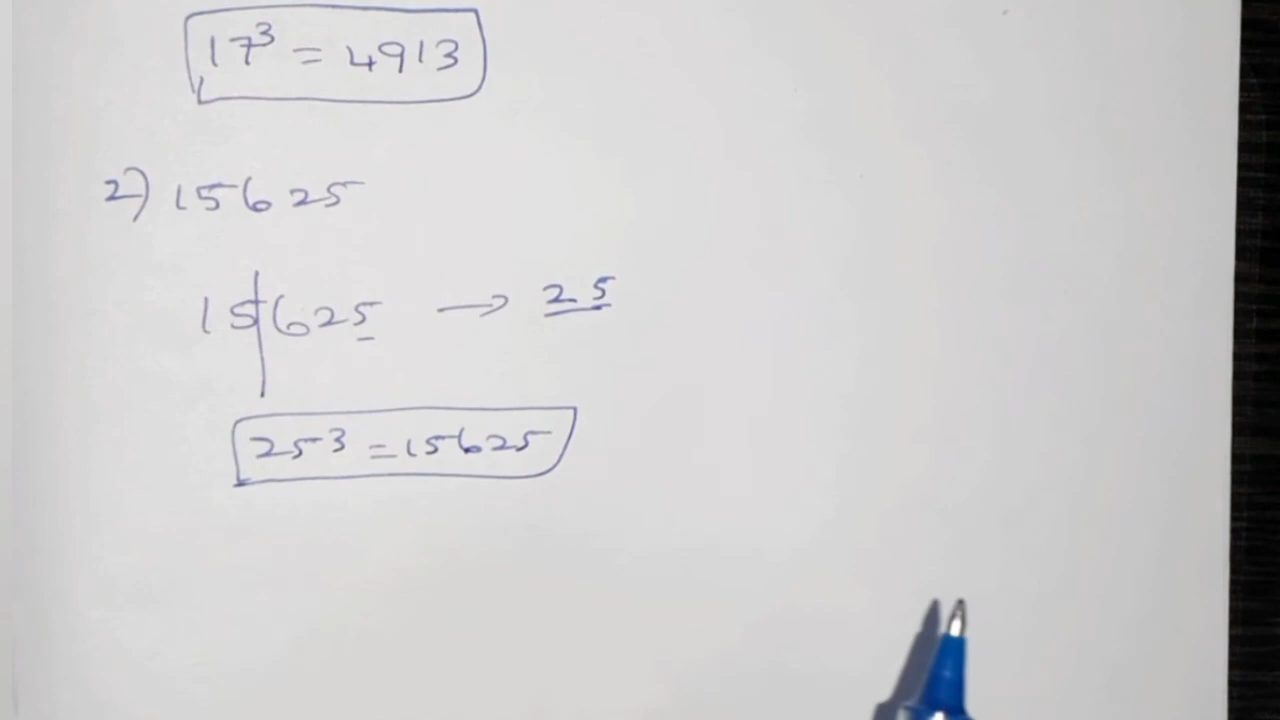 17³ = 4913
2) 15625
15|625 → 25
25³ = 15625